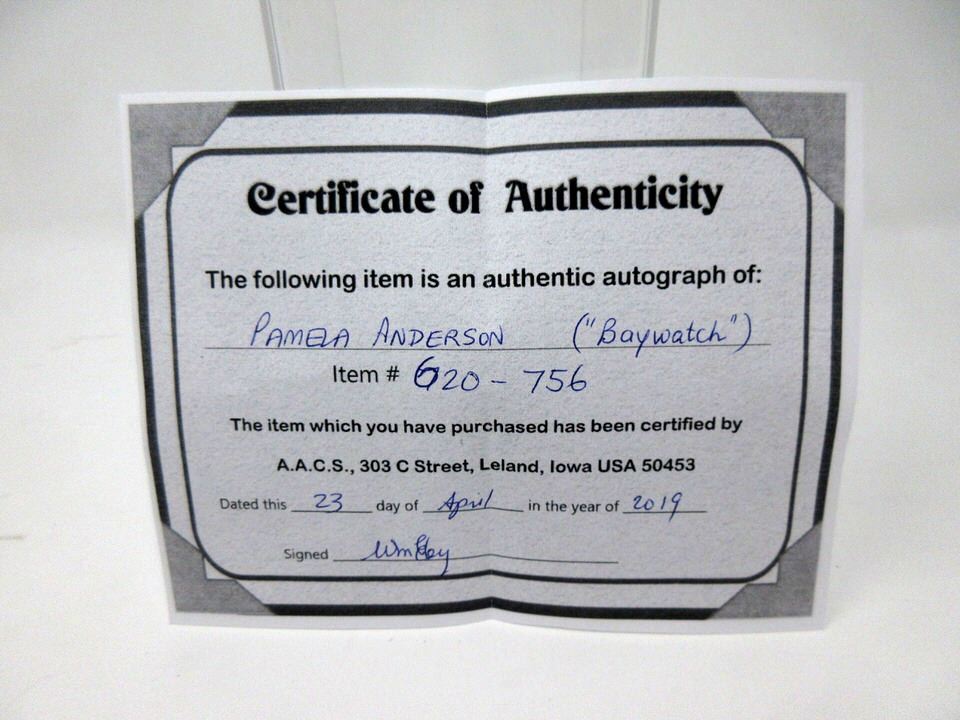 Certificate of Authenticity
The following item is an authentic autograph of:
PAMELA ANDERSON ("Baywatch")
Item # 620-756
The item which you have purchased has been certified by
A.A.C.S., 303 C Street, Leland, Iowa USA 50453
Dated this 23 day of April in the year of 2019
Signed